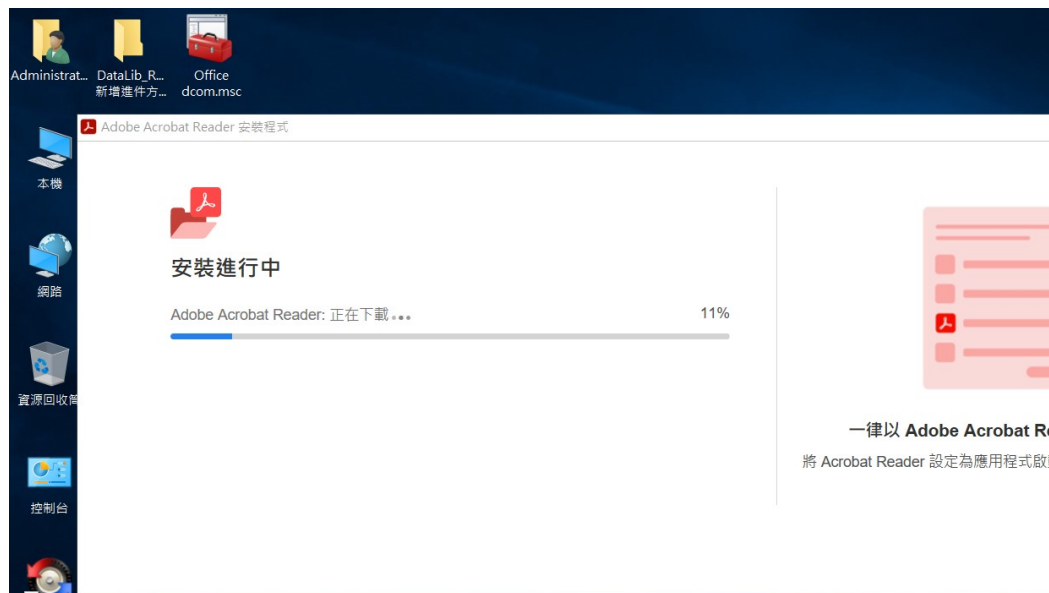 Administrat...
DataLib_R...
新增進件方...
Office
dcom.msc
Adobe Acrobat Reader 安裝程式
本機
網路
資源回收筒
控制台
安裝進行中
Adobe Acrobat Reader: 正在下載...
11%
一律以 Adobe Acrobat Re
將 Acrobat Reader 設定為應用程式啟